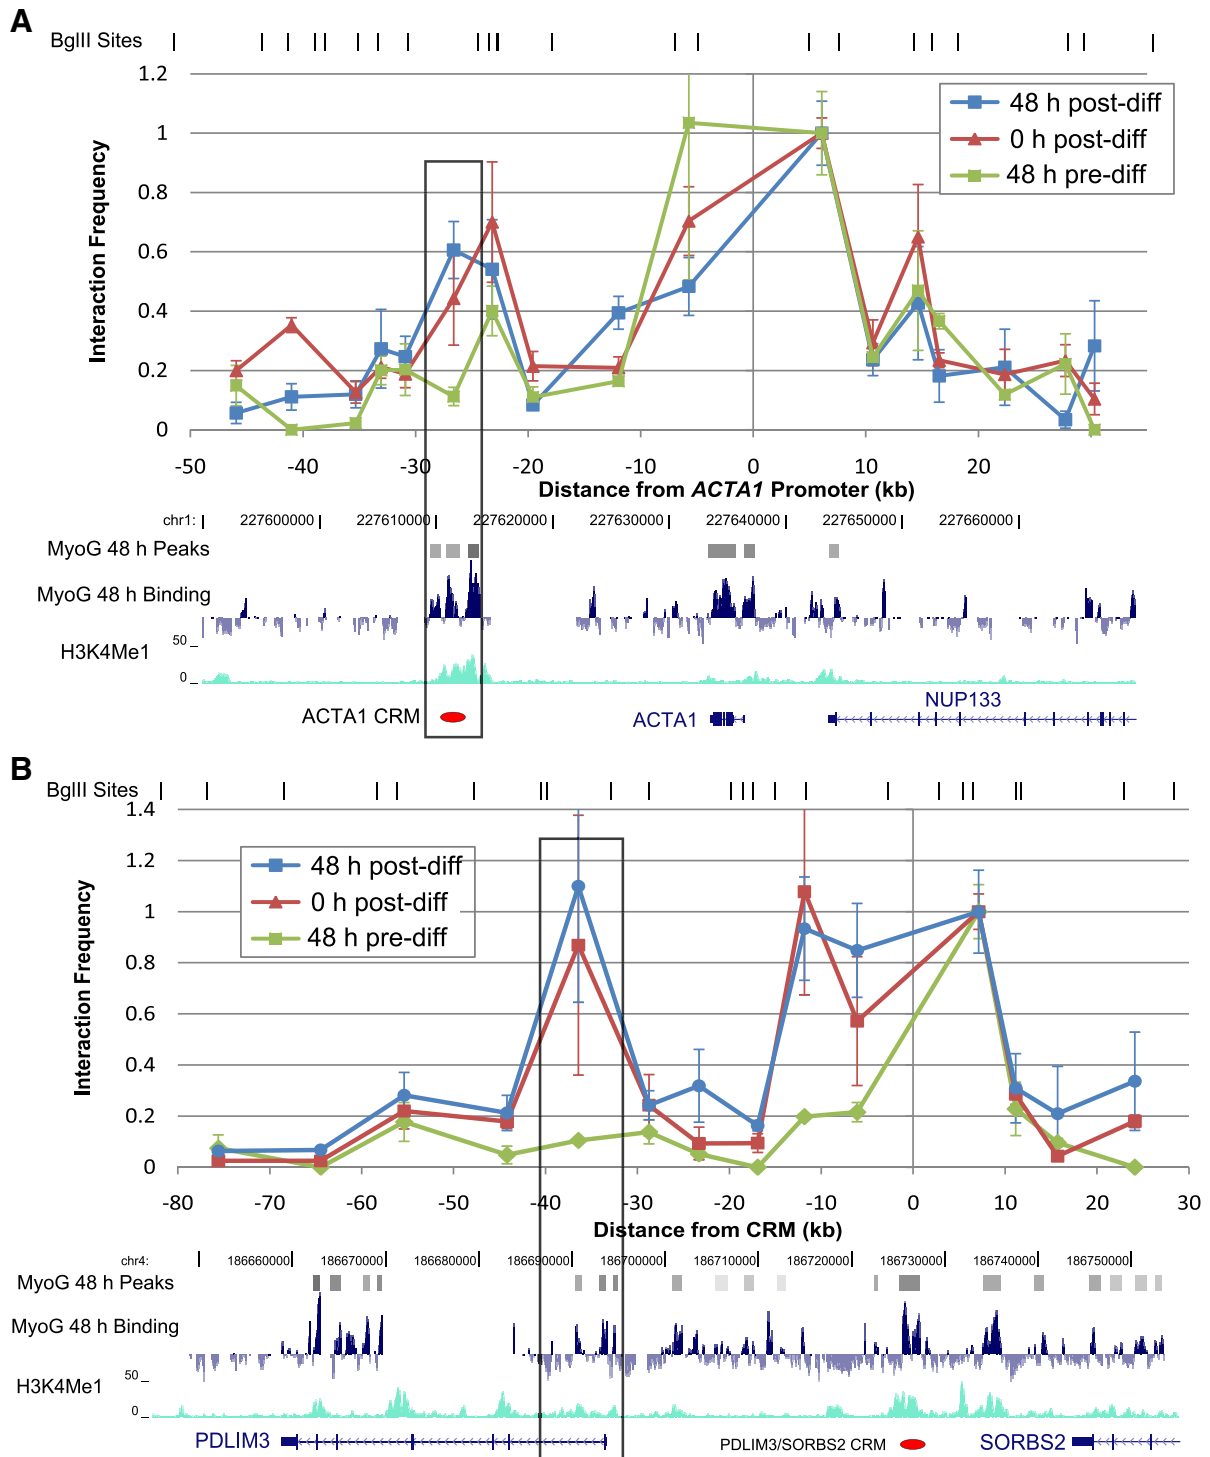 A
BglII Sites
1.2
1
0.8
0.6
0.4
0.2
0
Interaction Frequency
48 h post-diff
0 h post-diff
48 h pre-diff
-50 -40 -30 -20 -10 0 10 20
Distance from ACTA1 Promoter (kb)
chr1: 227600000 227610000 227620000 227630000 227640000 227650000 227660000
MyoG 48 h Peaks
MyoG 48 h Binding
50
H3K4Me1
0
NUP133
ACTA1 CRM
ACTA1
B
BglII Sites
1.4
1.2
1
0.8
0.6
0.4
0.2
0
Interaction Frequency
48 h post-diff
0 h post-diff
48 h pre-diff
-80 -70 -60 -50 -40 -30 -20 -10 0 10 20 30
Distance from CRM (kb)
chr4: 186660000 186670000 186680000 186690000 186700000 186710000 186720000 186730000 186740000 186750000
MyoG 48 h Peaks
MyoG 48 h Binding
50
H3K4Me1
0
PDLIM3
PDLIM3/SORBS2 CRM
SORBS2